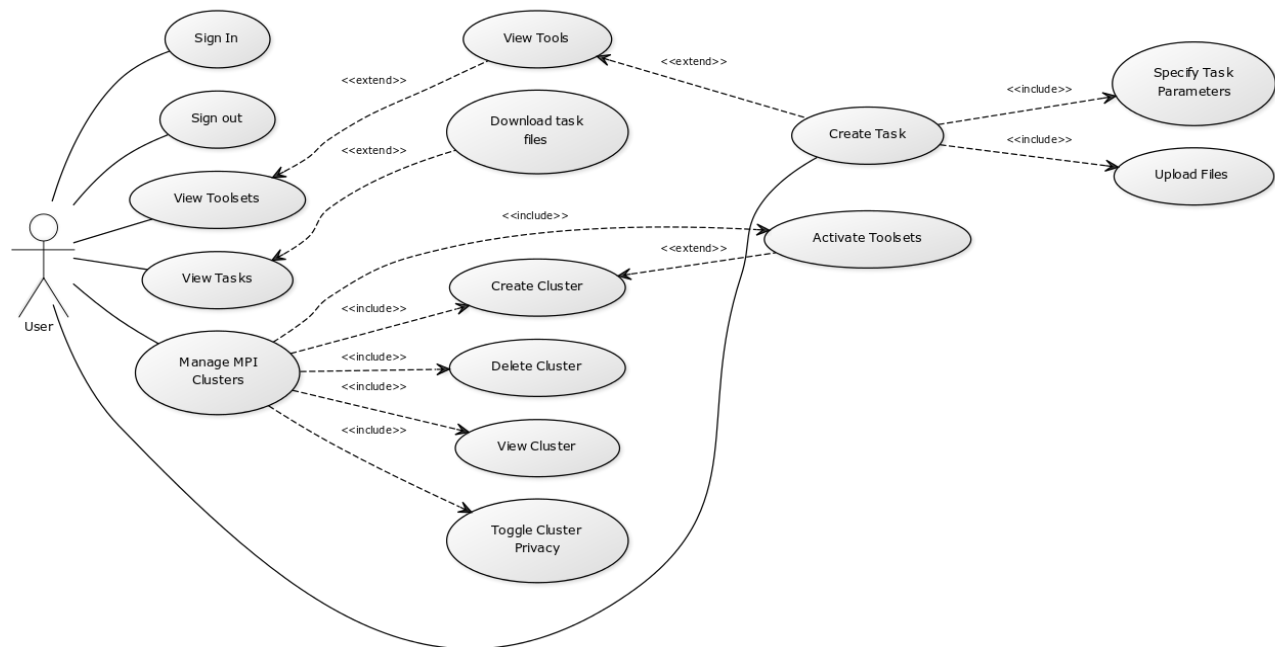 Sign In
View Tools
<<extend>>
<<extend>>
Specify Task
Parameters
<<include>>
Sign out
Download task
files
Create Task
<<extend>>
<<include>>
View Toolsets
Upload Files
<<include>>
Activate Toolsets
<<extend>>
View Tasks
Create Cluster
<<include>>
User
Manage MPI
Clusters
<<include>>
Delete Cluster
<<include>>
<<include>>
View Cluster
Toggle Cluster
Privacy